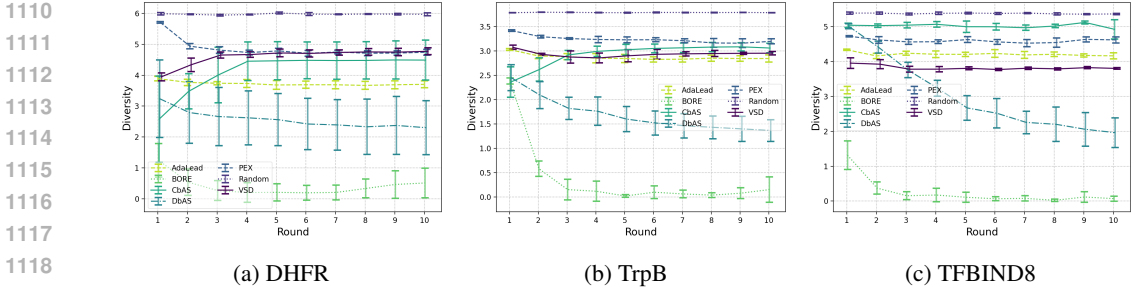 1110
1111
1112
1113
1114
1115
1116
1117
1118
Diversity
6
5
4
3
2
1
0
AdaLead
BORE
CbAS
DbAS
PEX
Random
VSD
1 2 3 4 5 6 7 8 9 10
Round
(a) DHFR
Diversity
3.5
3.0
2.5
2.0
1.5
1.0
0.5
0.0
AdaLead
BORE
CbAS
DbAS
PEX
Random
VSD
1 2 3 4 5 6 7 8 9 10
Round
(b) TrpB
Diversity
5
4
3
2
1
0
AdaLead
BORE
CbAS
DbAS
PEX
Random
VSD
1 2 3 4 5 6 7 8 9 10
Round
(c) TFBIND8